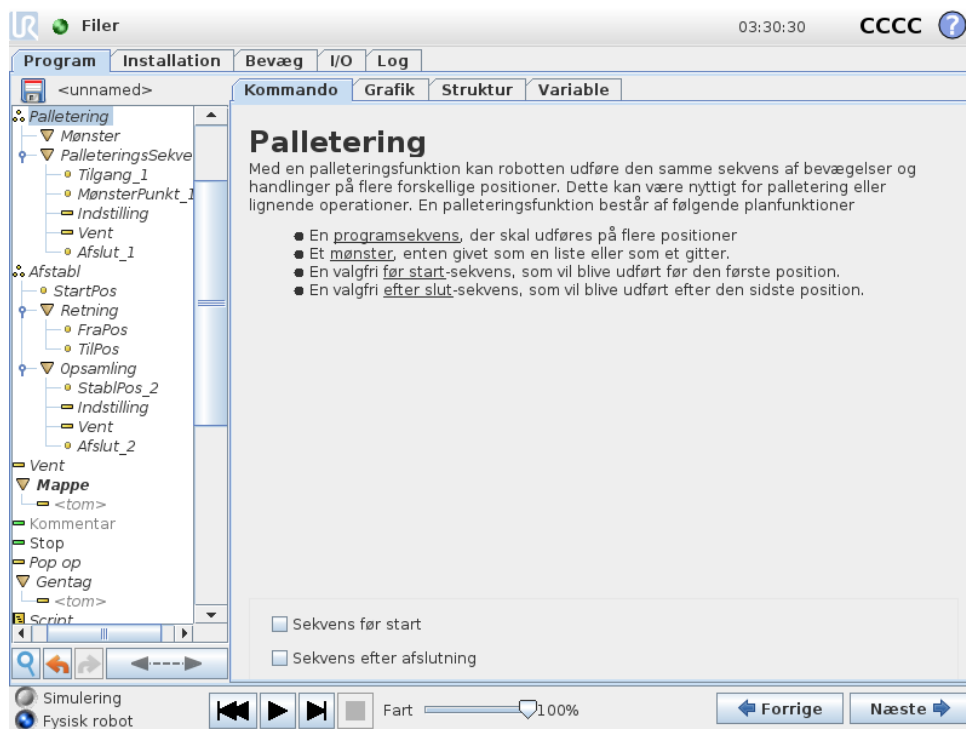 UR Filer 03:30:30 CCCC ?
Program Installation Bevæg I/O Log
<unnamed>
Kommando Grafik Struktur Variable
Palletering
Mønster
PalleteringsSekve
Tilgang_1
MønsterPunkt_1
Indstilling
Vent
Afslut_1
Afstabl
StartPos
Retning
FraPos
TilPos
Opsamling
StablPos_2
Indstilling
Vent
Afslut_2
Vent
Mappe
<tom>
Kommentar
Stop
Pop op
Gentag
<tom>
Script
Palletering
Med en palleteringsfunktion kan robotten udføre den samme sekvens af bevægelser og
handlinger på flere forskellige positioner. Dette kan være nyttigt for palletering eller
lignende operationer. En palleteringsfunktion består af følgende planfunktioner
En programsekvens, der skal udføres på flere positioner
Et mønster, enten givet som en liste eller som et gitter.
En valgfri før start-sekvens, som vil blive udført før den første position.
En valgfri efter slut-sekvens, som vil blive udført efter den sidste position.
Sekvens før start
Sekvens efter afslutning
Simulering
Fysisk robot
Fart 100%
Forrige Næste